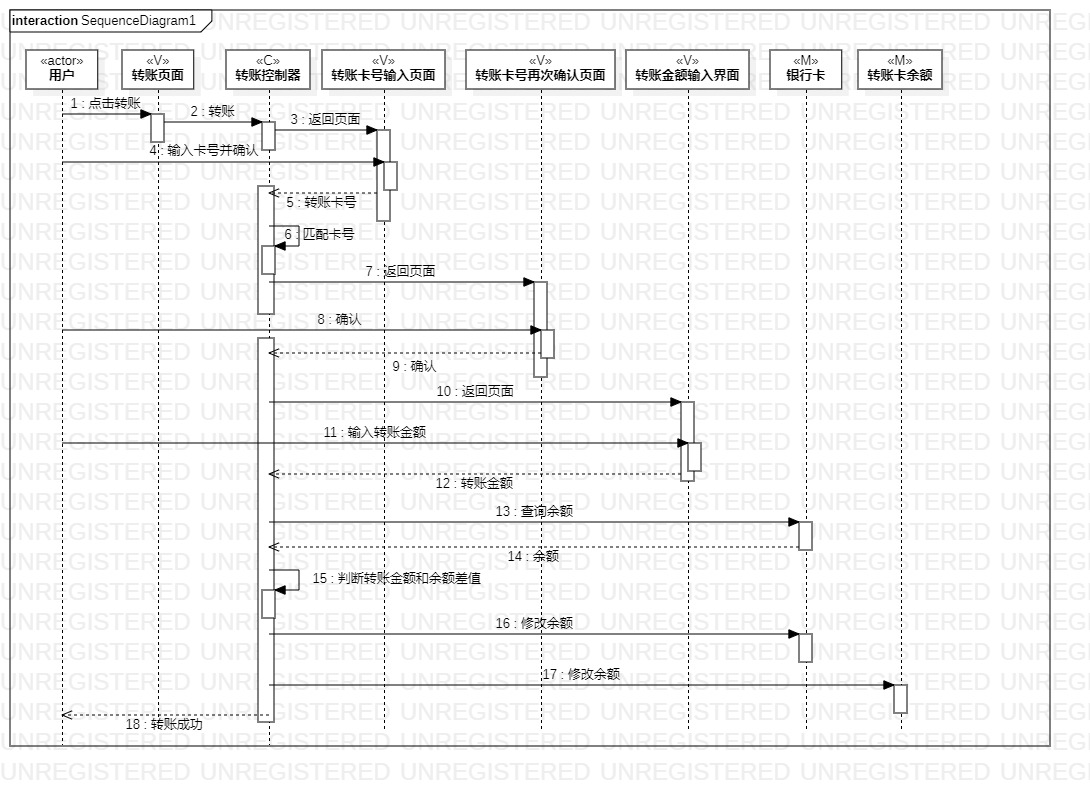 interaction SequenceDiagram1
«actor»
用户
«V»
转账页面
«C»
转账控制器
«V»
转账卡号输入页面
«V»
转账卡号再次确认页面
«V»
转账金额输入界面
«M»
银行卡
«M»
转账卡余额
1 : 点击转账
2 : 转账
3 : 返回页面
4 : 输入卡号并确认
5 : 转账卡号
6 : 匹配卡号
7 : 返回页面
8 : 确认
9 : 确认
10 : 返回页面
11 : 输入转账金额
12 : 转账金额
13 : 查询余额
14 : 余额
15 : 判断转账金额和余额差值
16 : 修改余额
17 : 修改余额
18 : 转账成功
UNREGISTERED